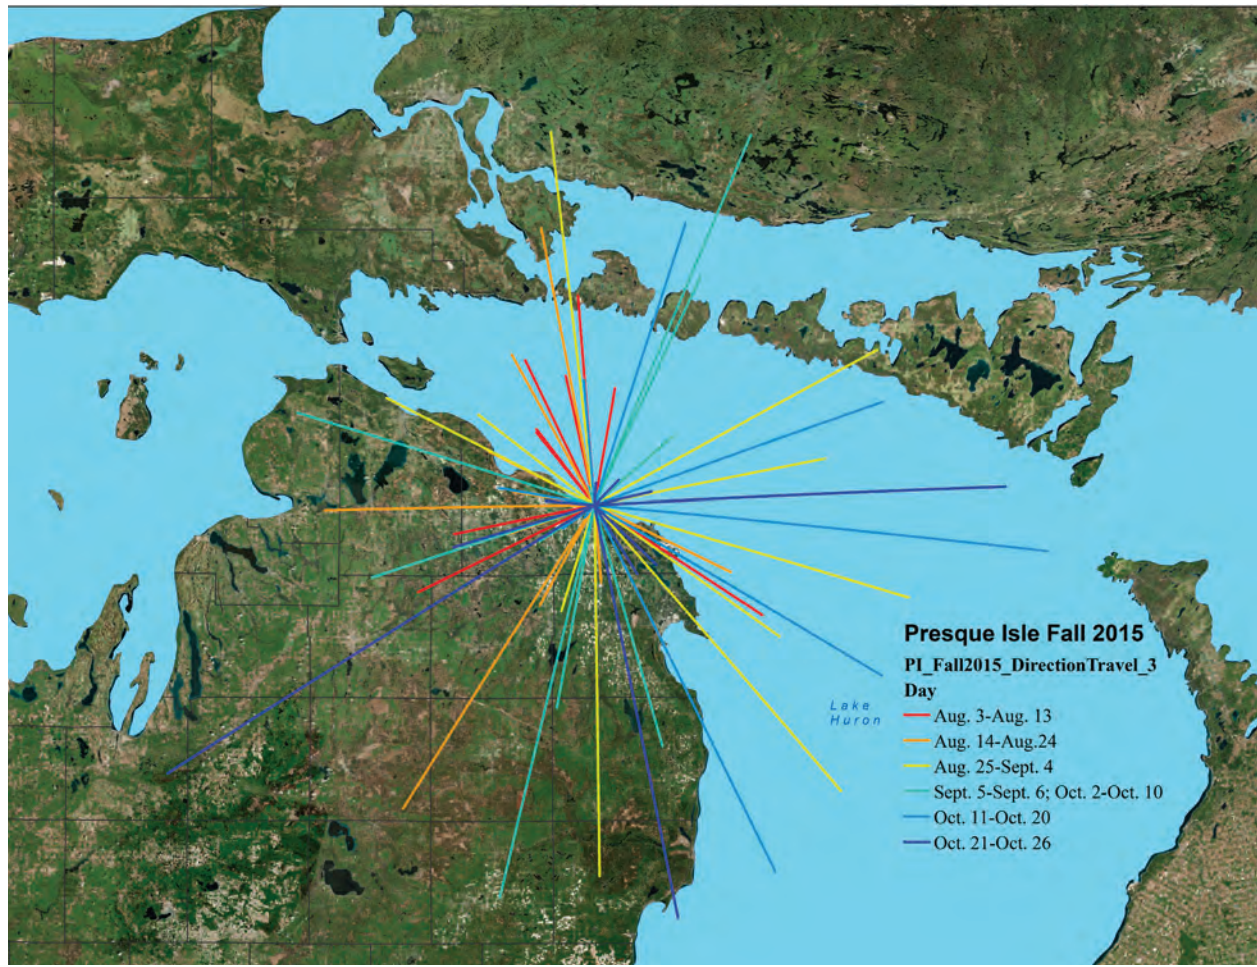 Presque Isle Fall 2015
PI_Fall2015_DirectionTravel_3
Day
Aug. 3-Aug. 13
Aug. 14-Aug.24
Aug. 25-Sept. 4
Sept. 5-Sept. 6; Oct. 2-Oct. 10
Oct. 11-Oct. 20
Oct. 21-Oct. 26
Lake
Huron